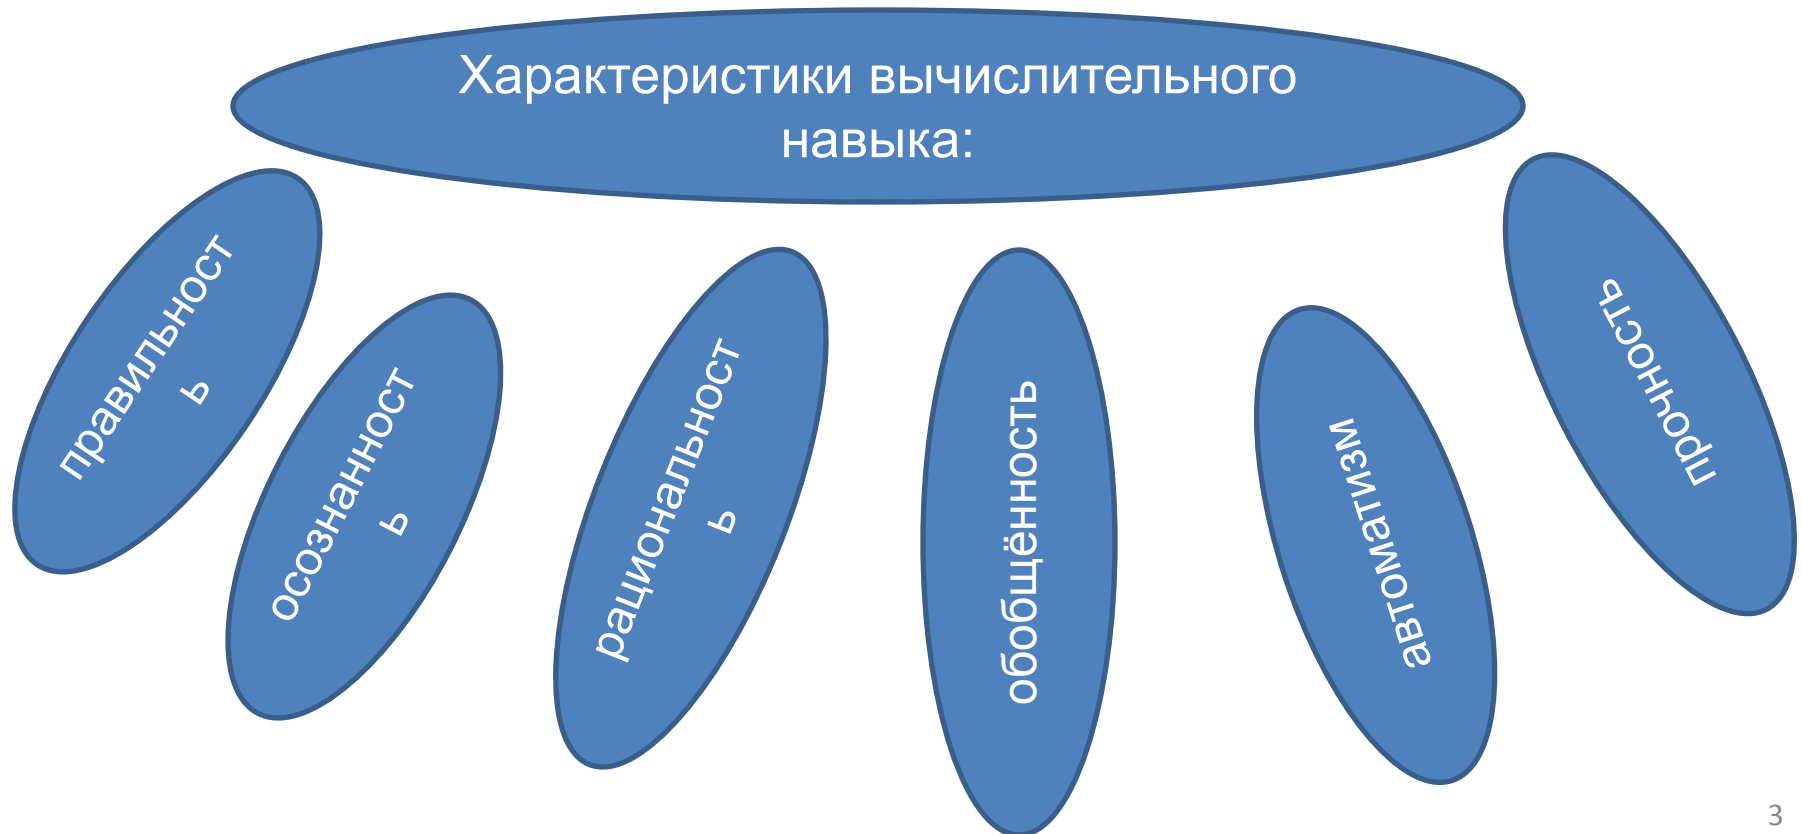 Характеристики вычислительного
навыка:
правильност
ь
осознанност
ь
рациональност
ь
обобщённость
автоматизм
прочность
3